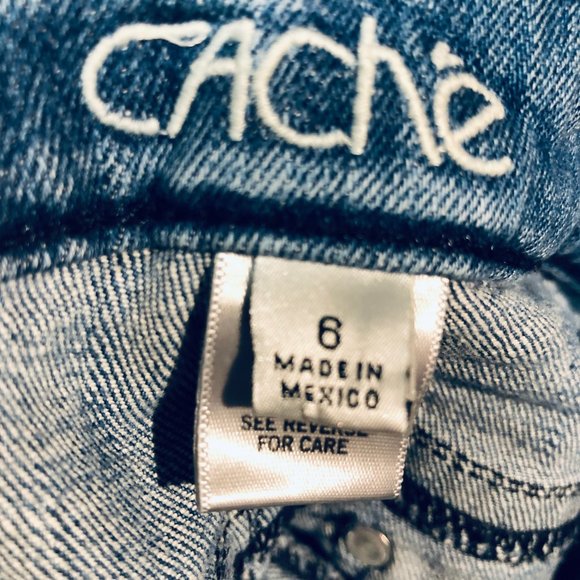 CAChé
6
MADE IN
MEXICO
SEE REVERSE
FOR CARE